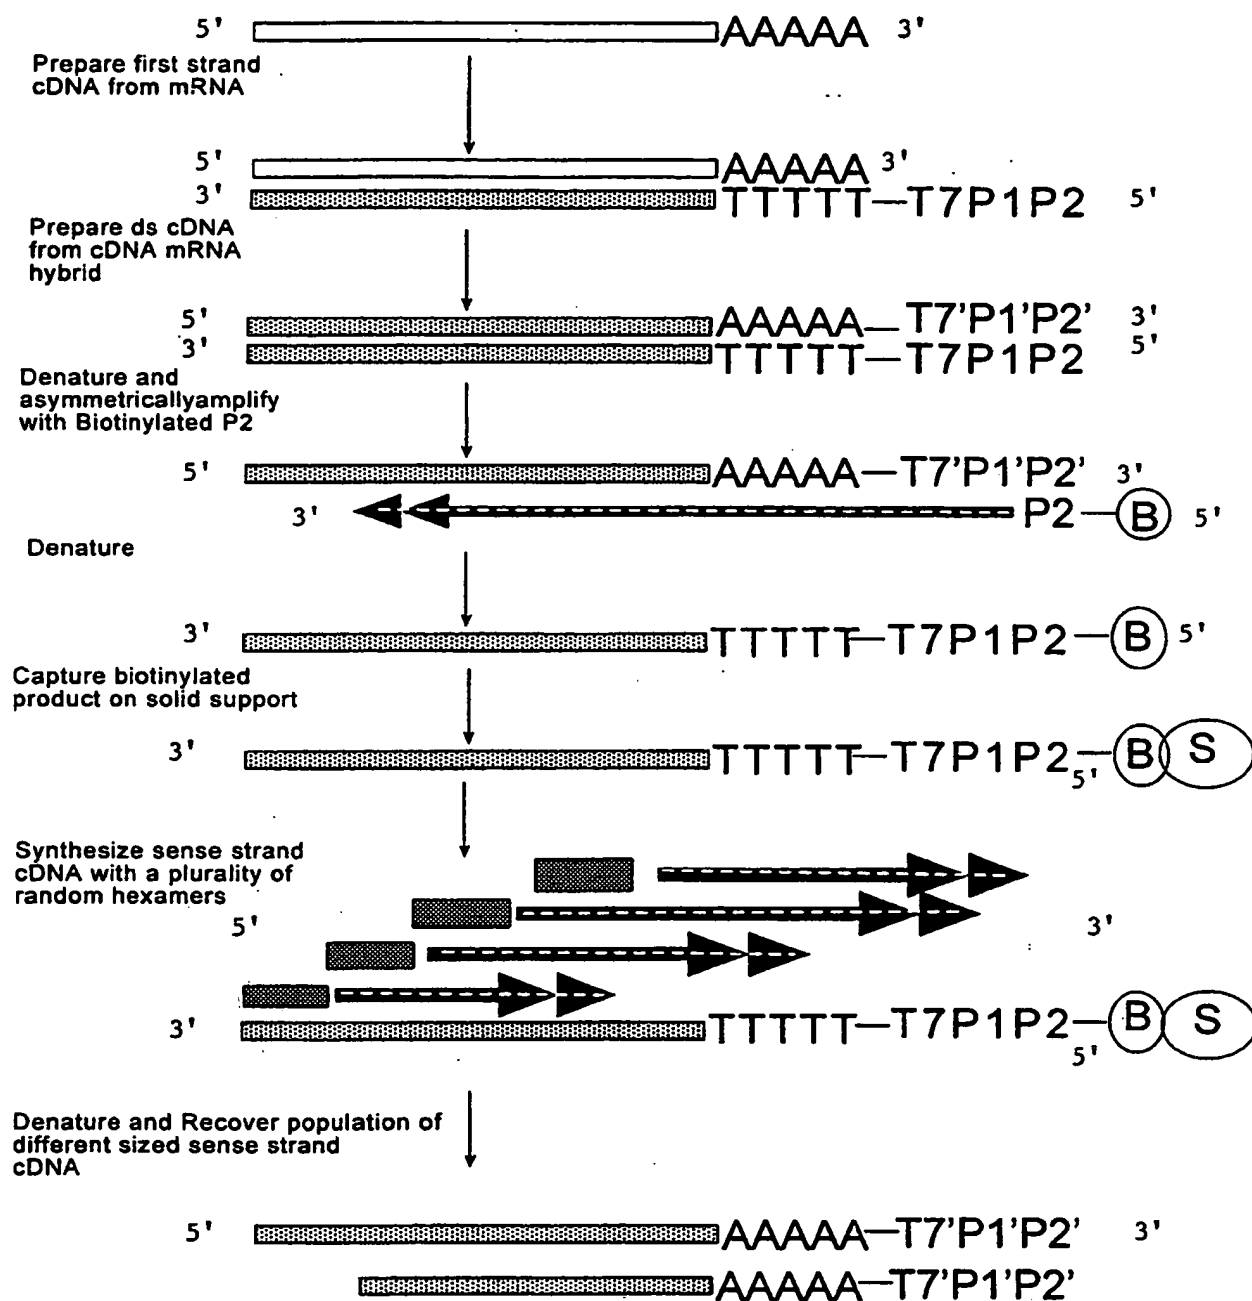 5' AAAAA 3'
Prepare first strand
cDNA from mRNA
5' AAAAA 3'
3' TTTTT—T7P1P2 5'
Prepare ds cDNA
from cDNA mRNA
hybrid
5' AAAAA—T7'P1'P2' 3'
3' TTTTT—T7P1P2 5'
Denature and
asymmetricallyamplify
with Biotinylated P2
5' AAAAA—T7'P1'P2' 3'
3' P2—B 5'
Denature
3' TTTTT—T7P1P2—B 5'
Capture biotinylated
product on solid support
3' TTTTT—T7P1P2—B S
5'
Synthesize sense strand
cDNA with a plurality of
random hexamers
5' 3'
3' TTTTT—T7P1P2—B S
5'
Denature and Recover population of
different sized sense strand
cDNA
5' AAAAA—T7'P1'P2' 3'
AAAAA—T7'P1'P2'